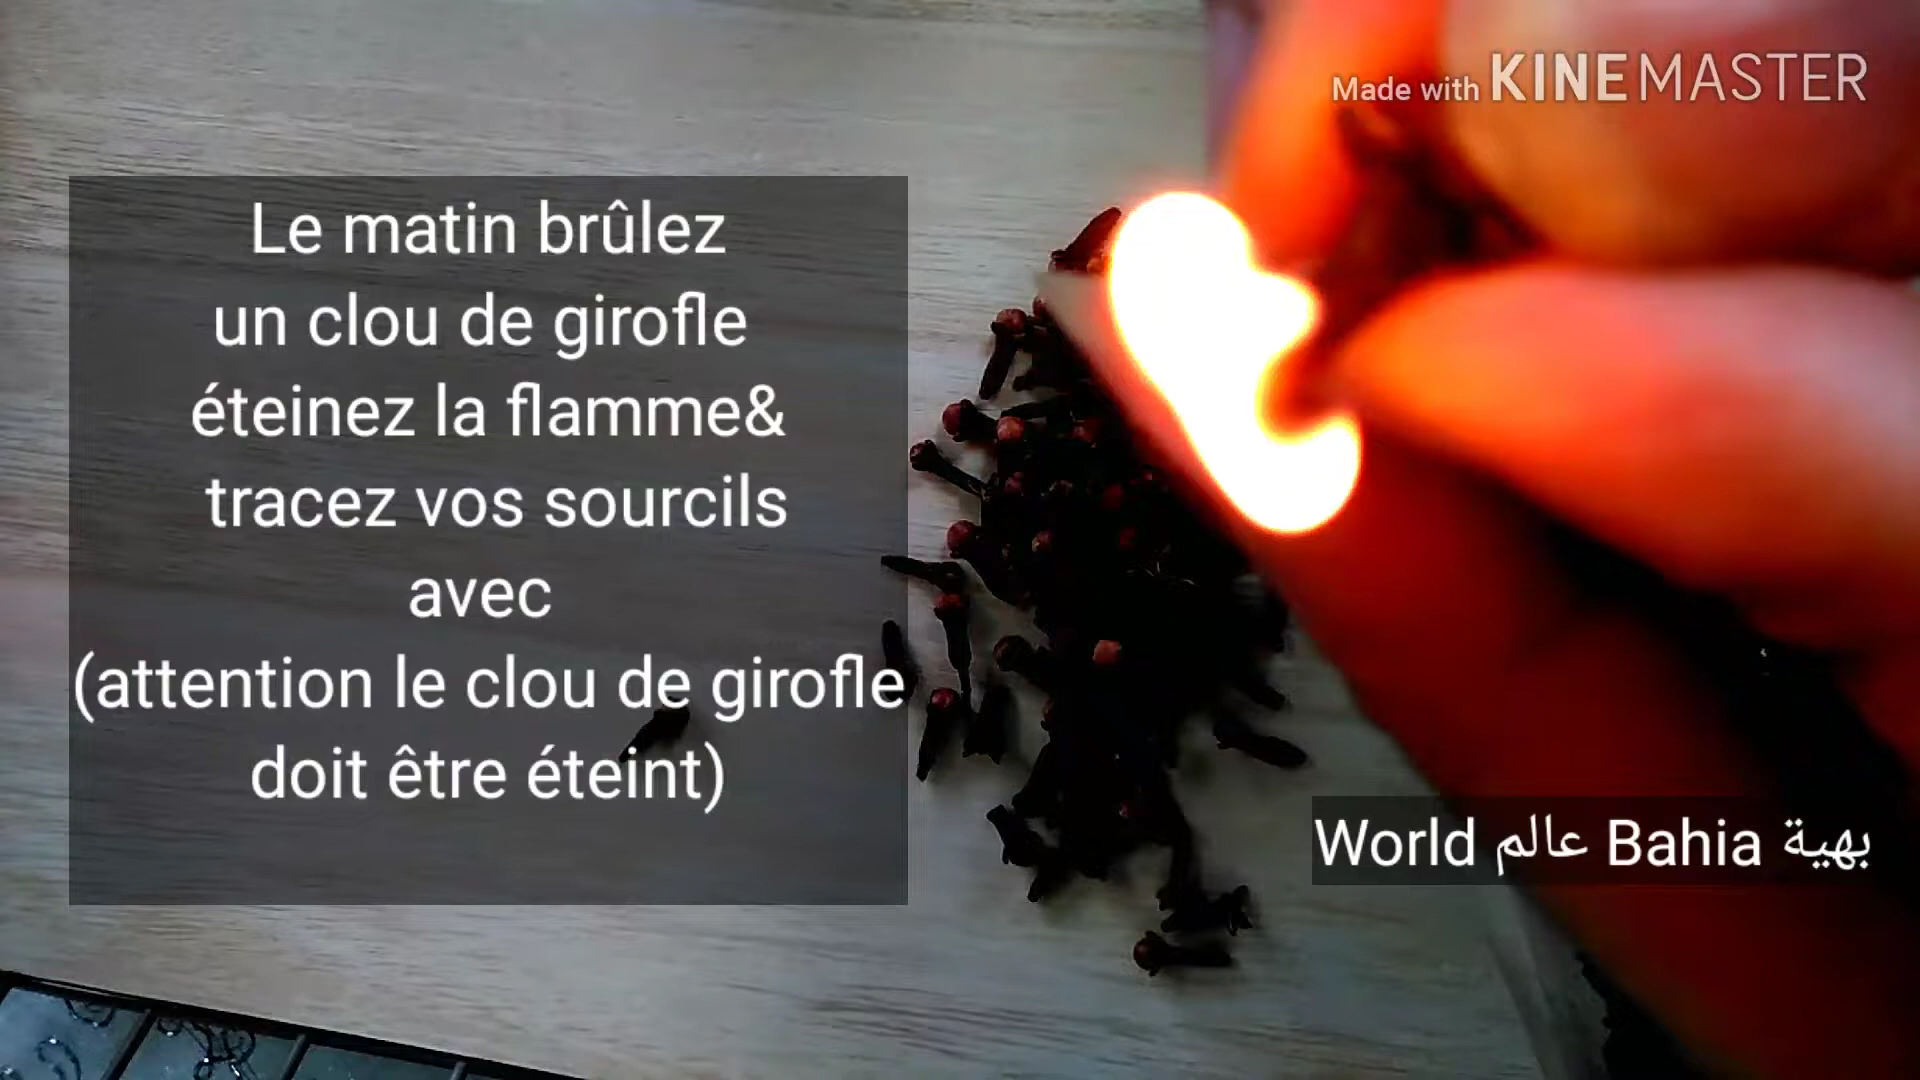 Made with KINEMASTER
Le matin brûlez
un clou de girofle
éteinez la flamme&
tracez vos sourcils
avec
(attention le clou de girofle
doit être éteint)
World عالم Bahia بهية